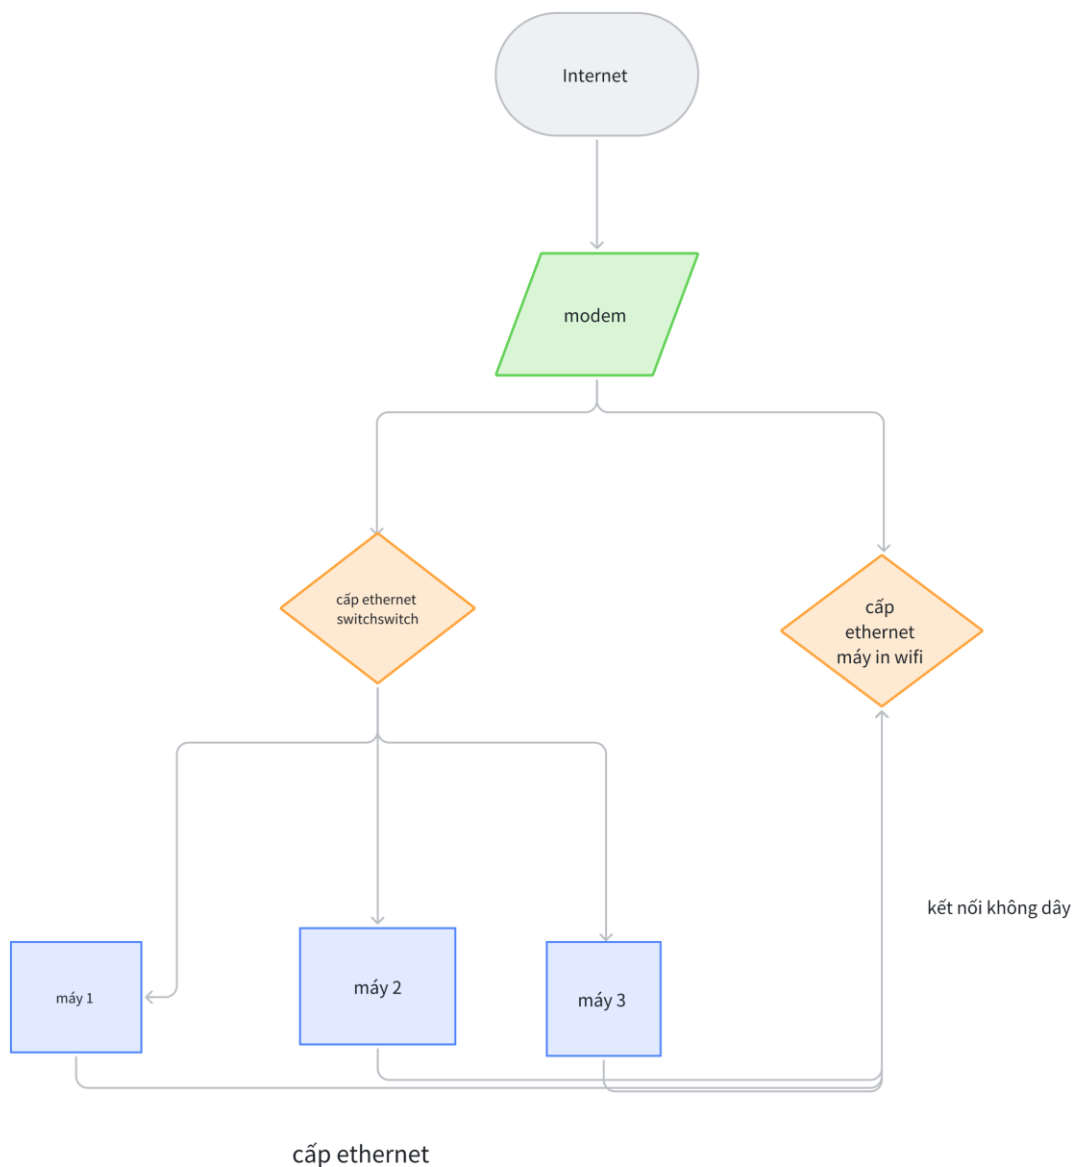 Internet
modem
cấp ethernet
switchswitch
cấp
ethernet
máy in wifi
kết nối không dây
máy 1
máy 2
máy 3
cấp ethernet